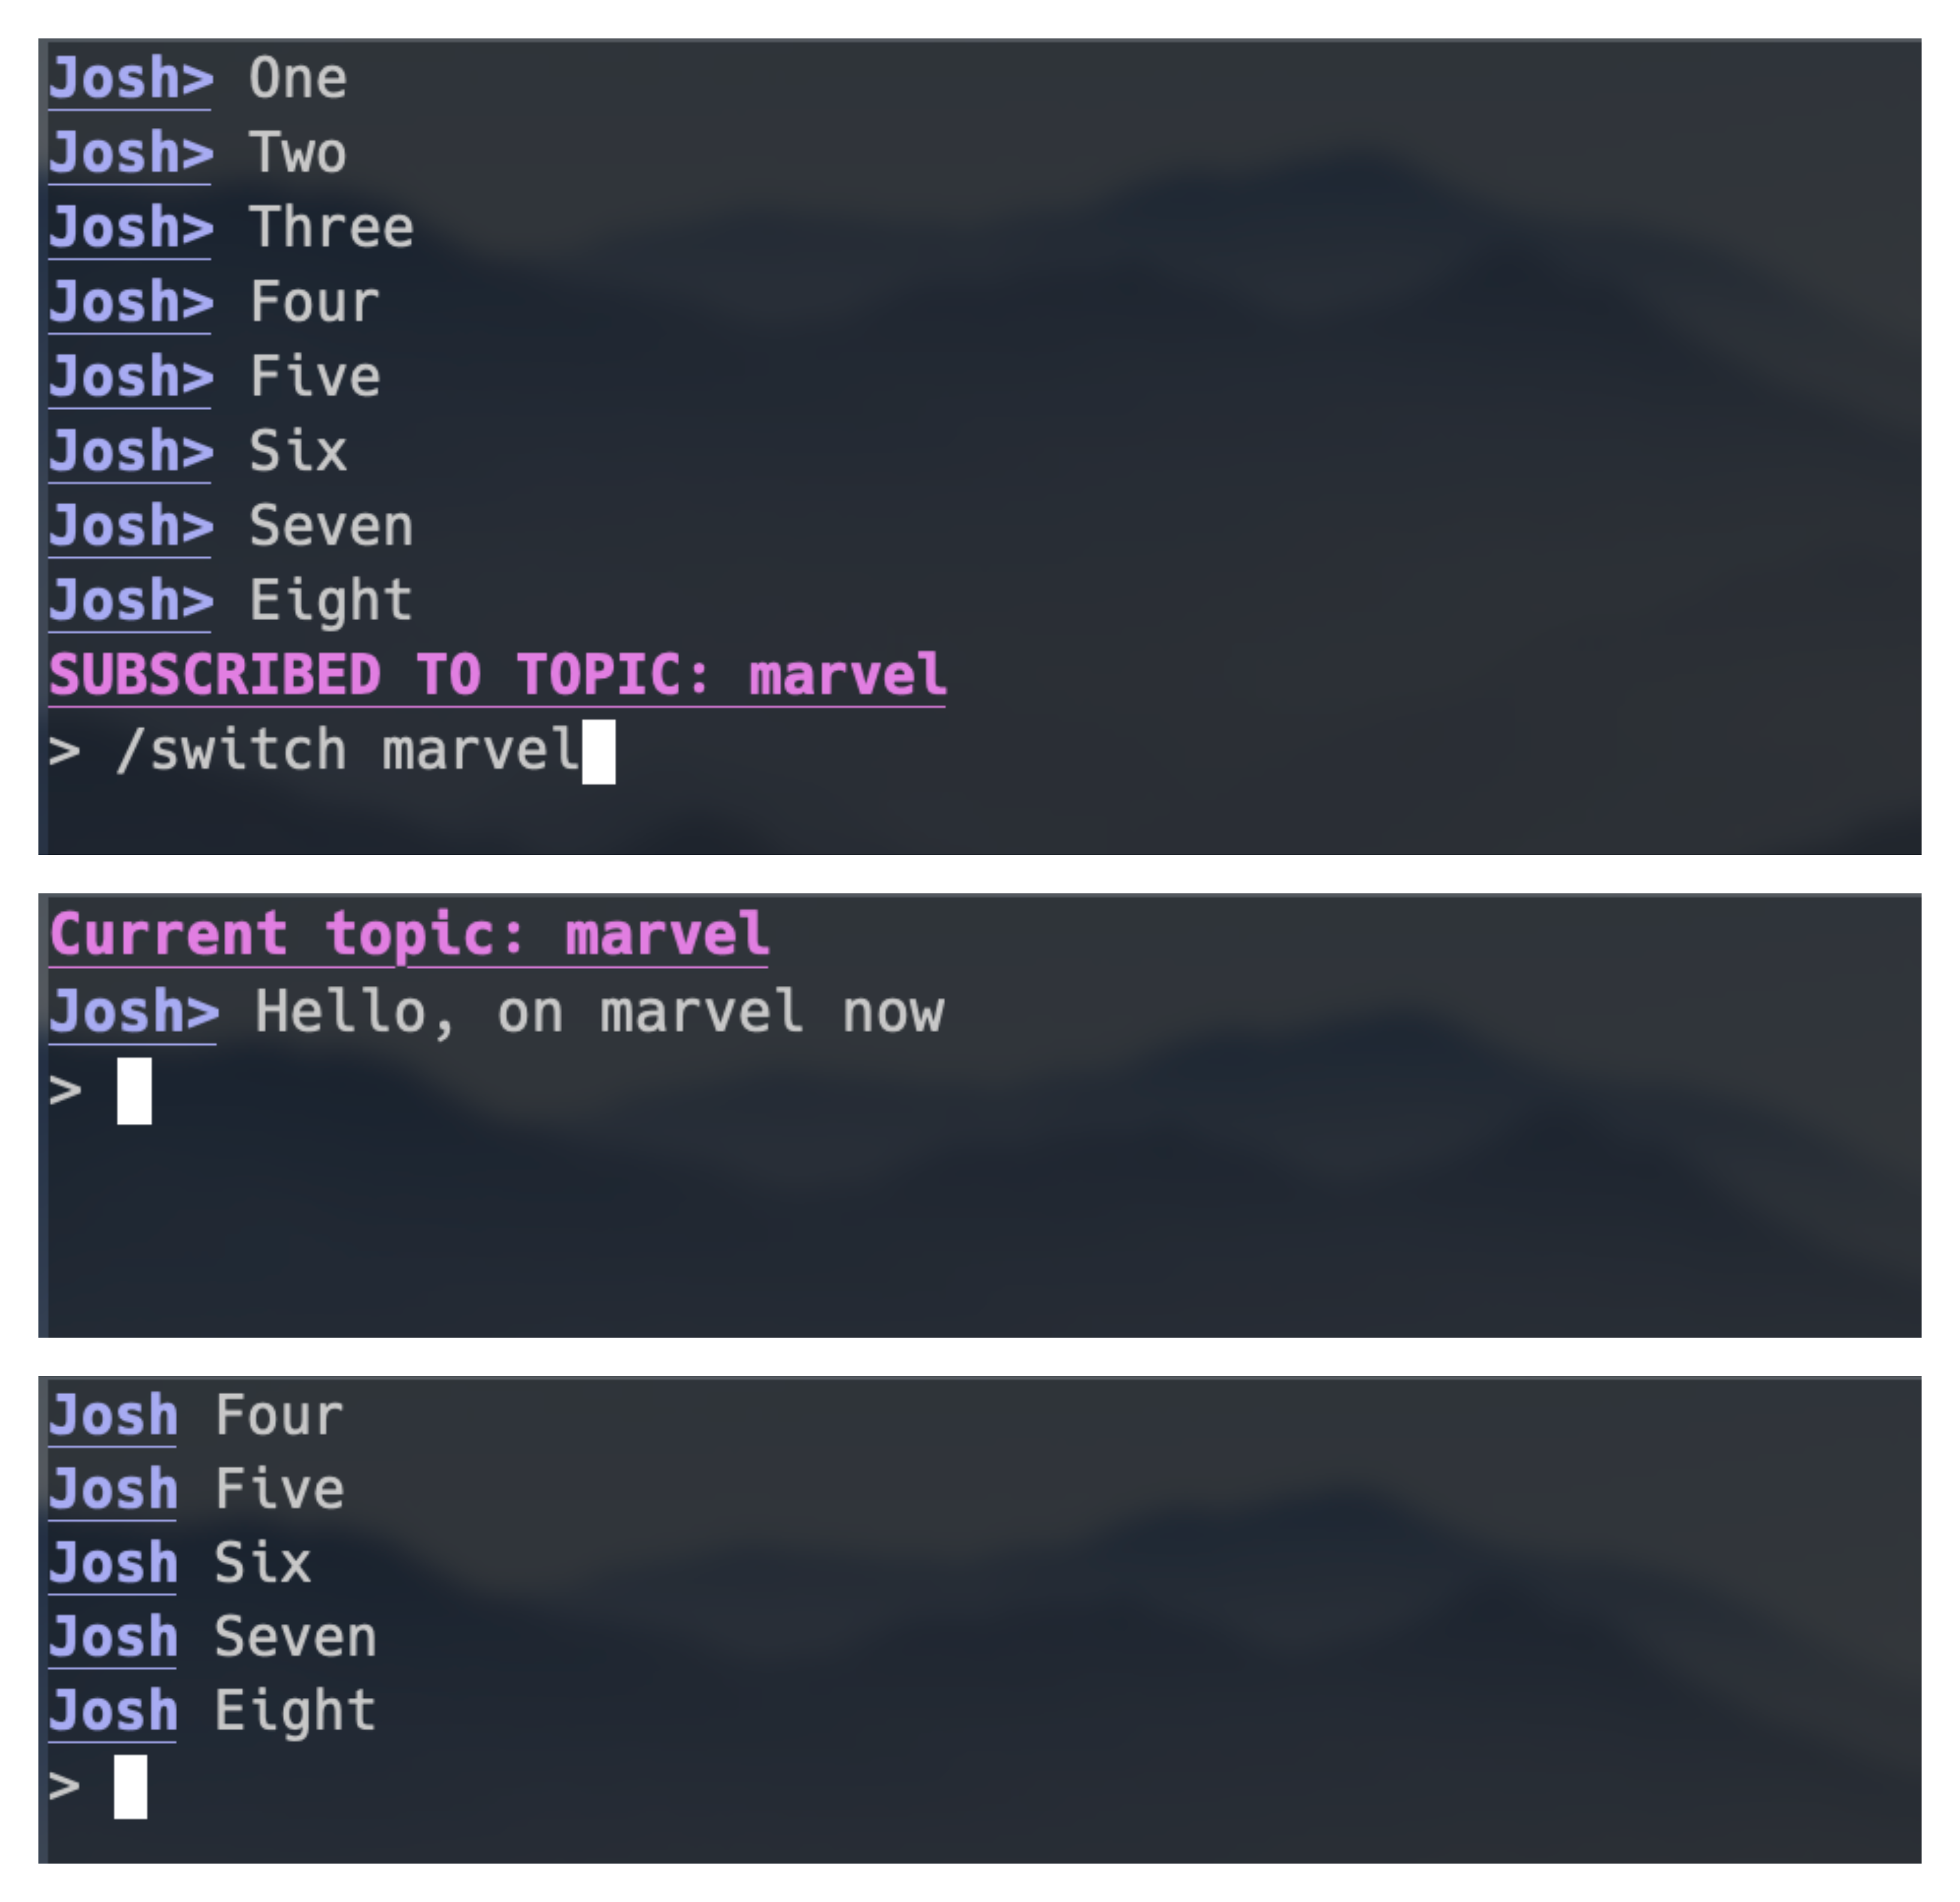 Josh> One
Josh> Two
Josh> Three
Josh> Four
Josh> Five
Josh> Six
Josh> Seven
Josh> Eight
SUBSCRIBED TO TOPIC: marvel
> /switch marvel
Current topic: marvel
Josh> Hello, on marvel now
>
Josh Four
Josh Five
Josh Six
Josh Seven
Josh Eight
>